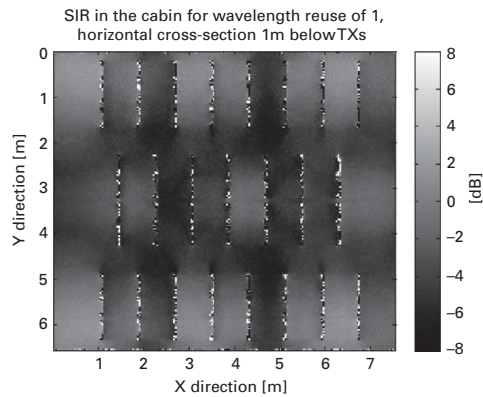 SIR in the cabin for wavelength reuse of 1,
horizontal cross-section 1m belowTXs
0
1
2
3
4
5
6
Y direction [m]
1 2 3 4 5 6 7
X direction [m]
8
6
4
2
0
−2
−4
−6
−8
[dB]